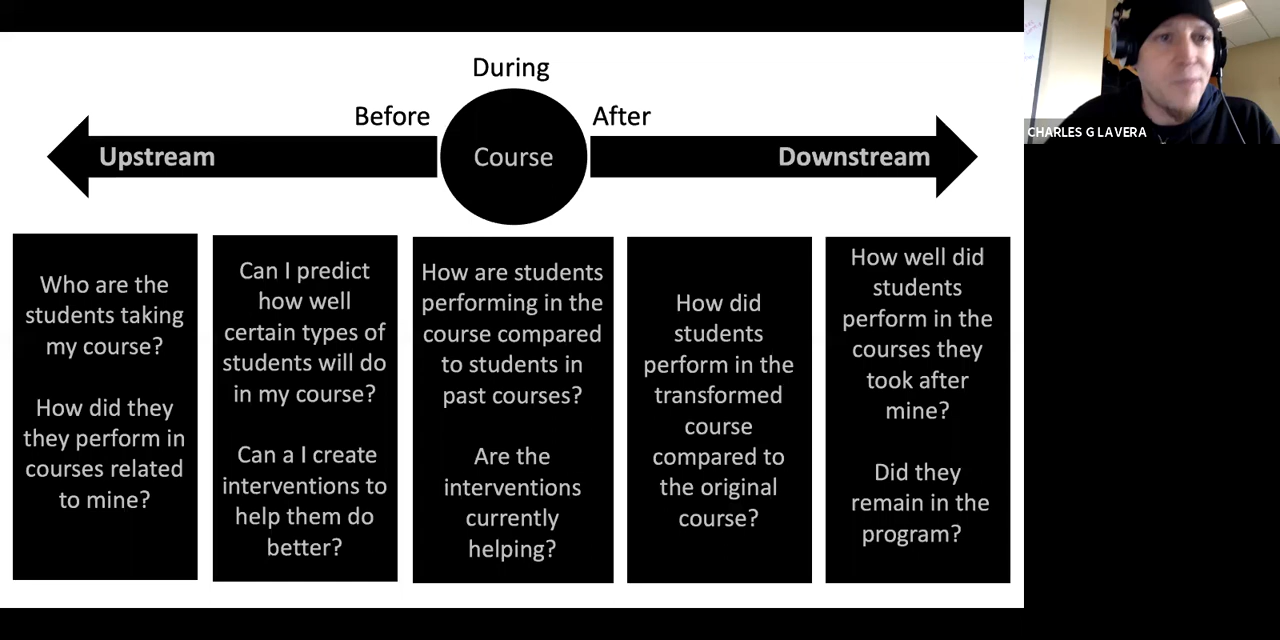 During
Before
After
Upstream
Course
Downstream
Who are the
students taking
my course?
How did they
they perform in
courses related
to mine?
Can I predict
how well
certain types of
students will do
in my course?
Can a I create
interventions to
help them do
better?
How are students
performing in the
course compared
to students in
past courses?
Are the
interventions
currently
helping?
How did
students
perform in the
transformed
course
compared to
the original
course?
How well did
students
perform in the
courses they
took after
mine?
Did they
remain in the
program?
CHARLES G LAVERA